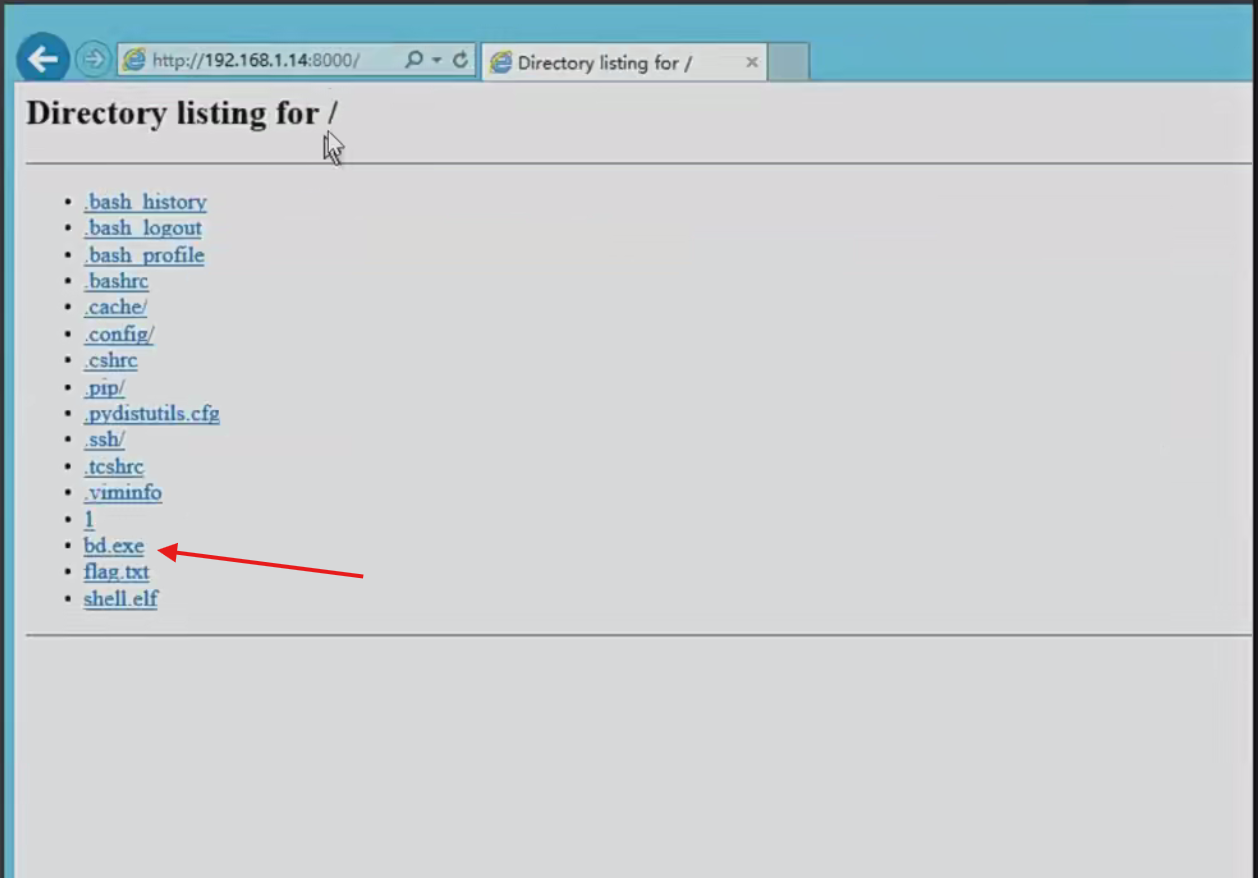 http://192.168.1.14:8000/
Directory listing for /
Directory listing for /
.bash_history
.bash_logout
.bash_profile
.bashrc
.cache/
.config/
.cshrc
.pip/
.pydistutils.cfg
.ssh/
.tcshrc
.viminfo
1
bd.exe
flag.txt
shell.elf